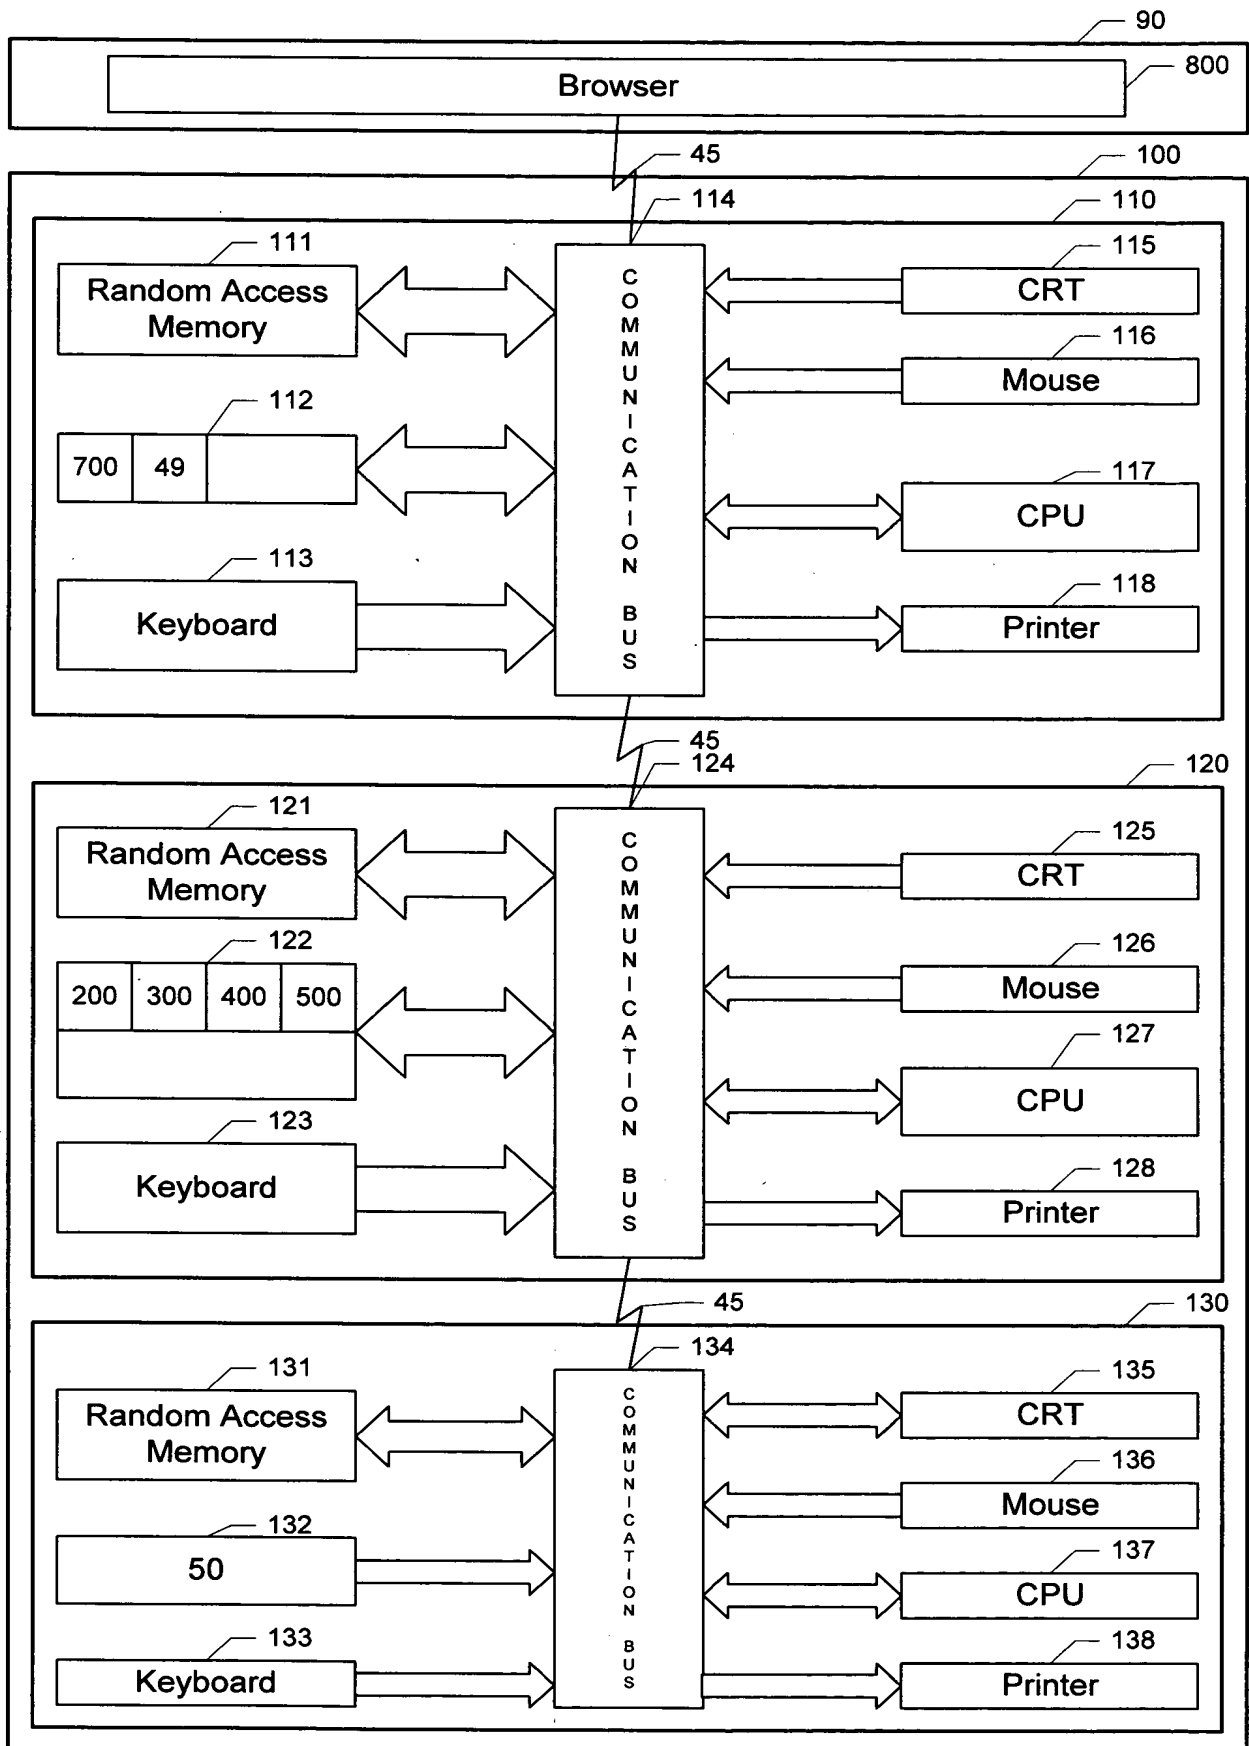 90
800
Browser
45
100
114
110
111
Random Access
Memory
115
CRT
116
Mouse
112
700 49
117
CPU
113
Keyboard
118
Printer
COMMUNICATION BUS
45
124
120
121
Random Access
Memory
125
CRT
122
200 300 400 500
126
Mouse
127
CPU
123
Keyboard
128
Printer
COMMUNICATION BUS
45
130
134
131
Random Access
Memory
135
CRT
136
Mouse
132
50
137
CPU
133
Keyboard
138
Printer
COMMUNICATION BUS